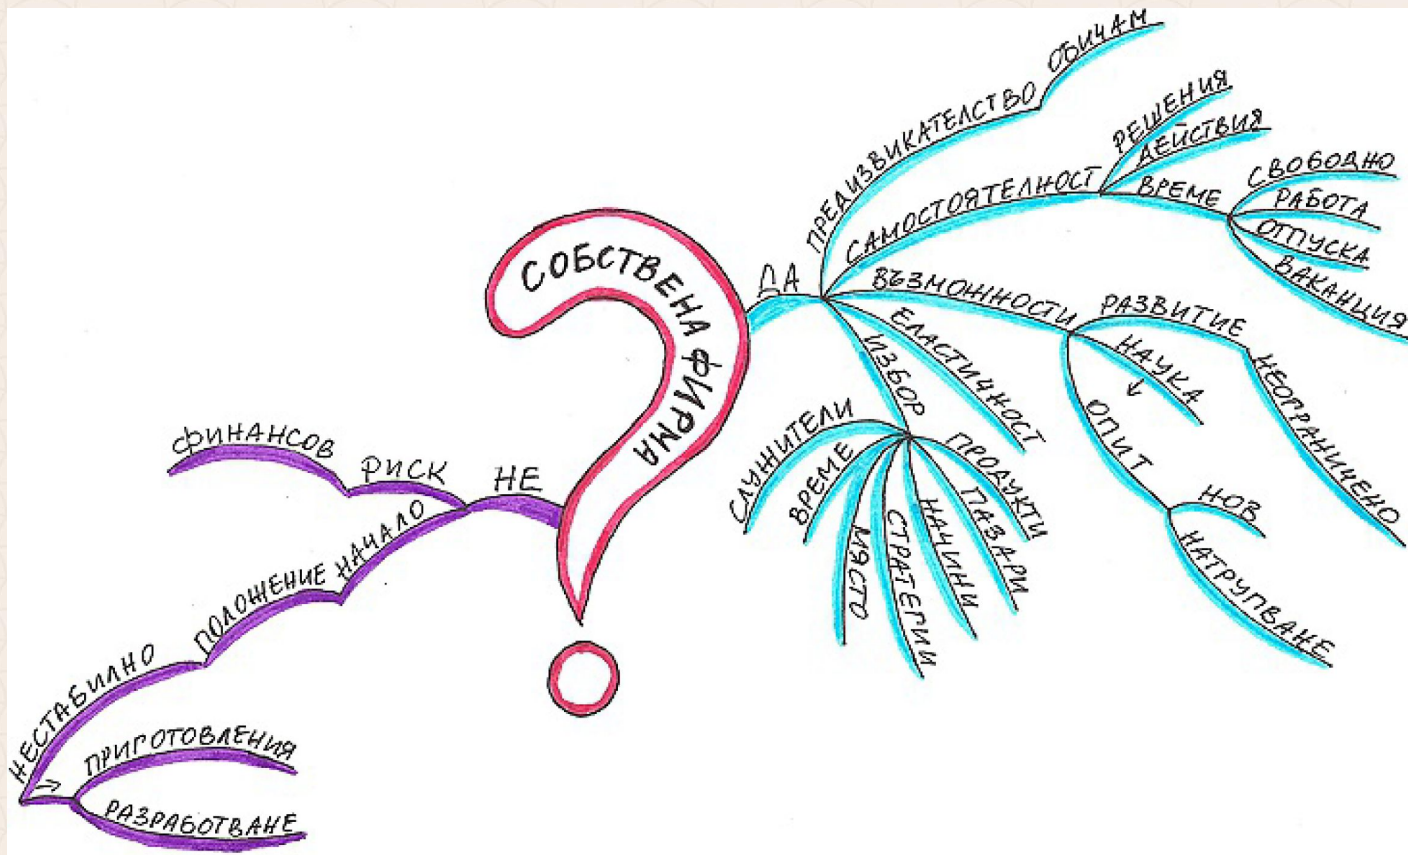 СОБСТВЕНА ФИРМА
ДА
ПРЕДИЗВИКАТЕЛСТВО
ОБИЧАМ
САМОСТОЯТЕЛНОСТ
РЕШЕНИЯ
ДЕЙСТВИЯ
ВРЕМЕ
СВОБОДНО
РАБОТА
ОТПУСКА
ВАКАНЦИЯ
ВЪЗМОЖНОСТИ
РАЗВИТИЕ
НЕОГРАНИЧЕНО
НАУКА
ОПИТ
НОВ
НАТРУПВАНЕ
ЕЛАСТИЧНОСТ
ИЗБОР
СЛУЖИТЕЛИ
ВРЕМЕ
МЯСТО
СТРАТЕГИИ
НАЧИНИ
ПАЗАРИ
ПРОДУКТИ
НЕ
РИСК
ФИНАНСОВ
НАЧАЛО
ПОЛОЖЕНИЕ
НЕСТАБИЛНО
ПРИГОТОВЛЕНИЯ
РАЗРАБОТВАНЕ